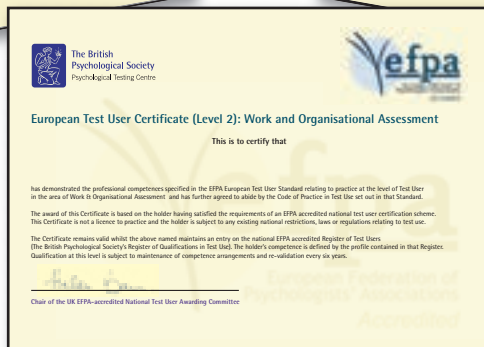 The British
Psychological Society
Psychological Testing Centre
efpa
European Test User Certificate (Level 2): Work and Organisational Assessment
This is to certify that
has demonstrated the professional competences specified in the EFPA European Test User Standard relating to practice at the level of Test User
in the area of Work & Organisational Assessment and has further agreed to abide by the Code of Practice in Test Use set out in that Standard.
The award of this Certificate is based on the holder having satisfied the requirements of an EFPA accredited national test user certification scheme.
This Certificate is not a licence to practice and the holder is subject to any existing national restrictions, laws or regulations relating to test use.
The Certificate remains valid whilst the above named maintains an entry on the national EFPA accredited Register of Test Users
(The British Psychological Society's Register of Qualifications in Test Use). The holder's competence is defined by the profile contained in that Register.
Qualification at this level is subject to maintenance of competence arrangements and re-validation every six years.
European Federation of
Psychologists' Associations
Accredited
Chair of the UK EFPA-accredited National Test User Awarding Committee